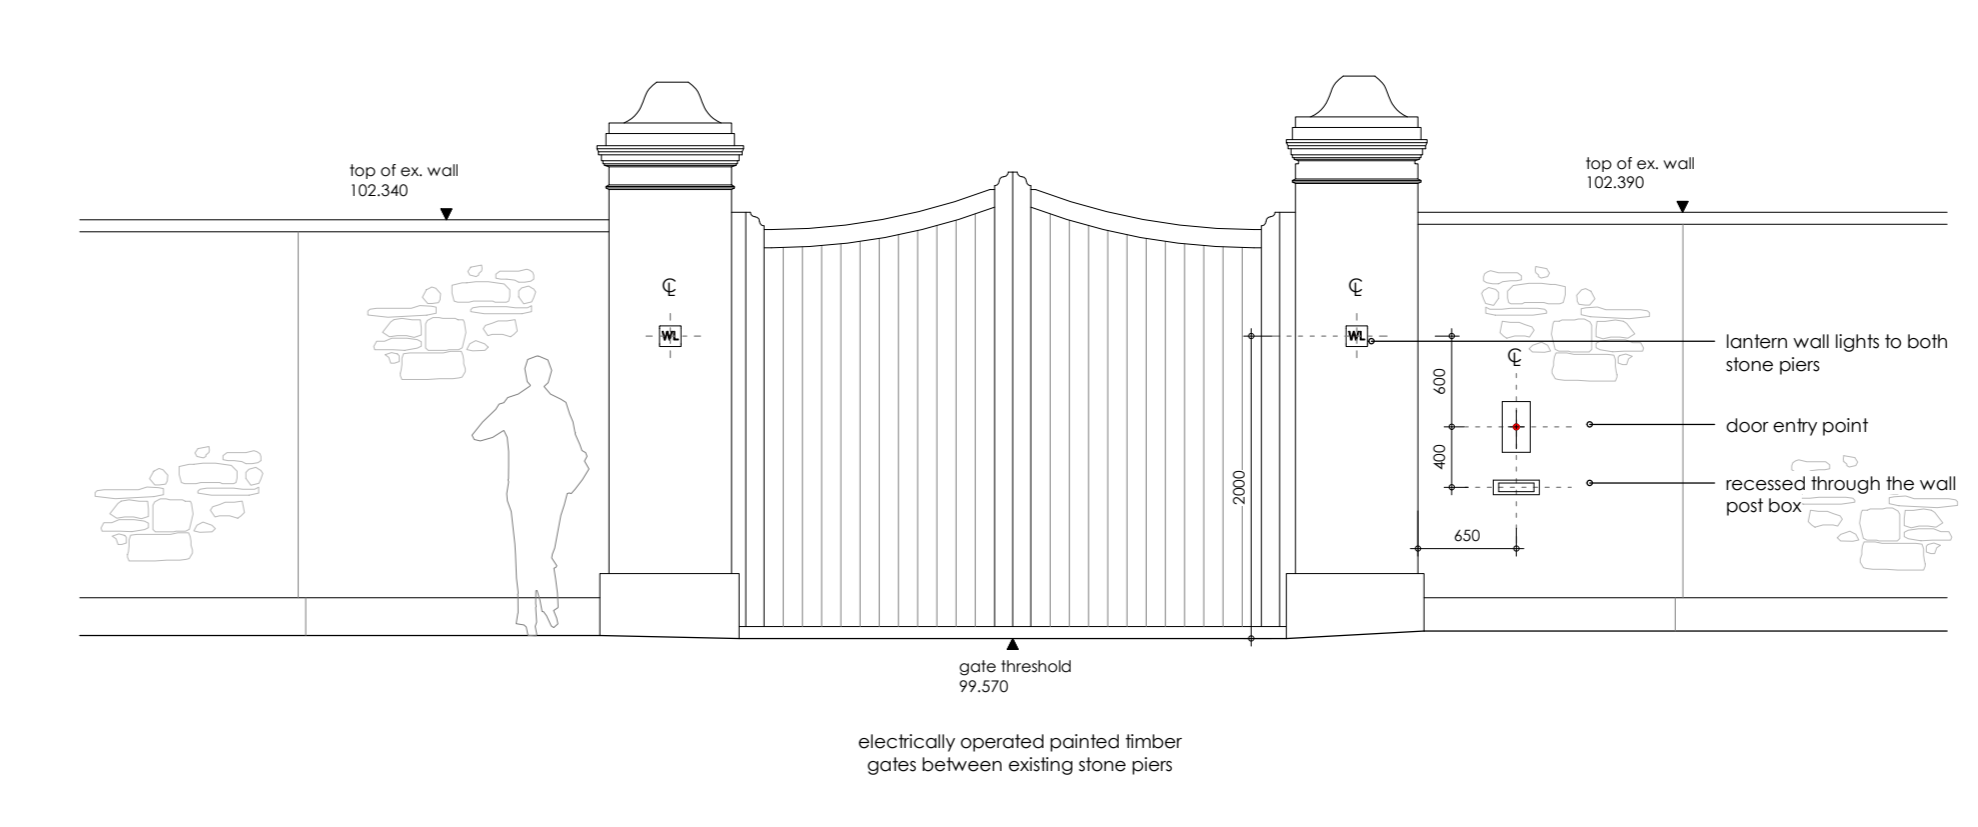 top of ex. wall
102.340
top of ex. wall
102.390
℄
℄
WL
WL
lantern wall lights to both
stone piers
℄
600
door entry point
400
2000
recessed through the wall
post box
650
gate threshold
99.570
electrically operated painted timber
gates between existing stone piers